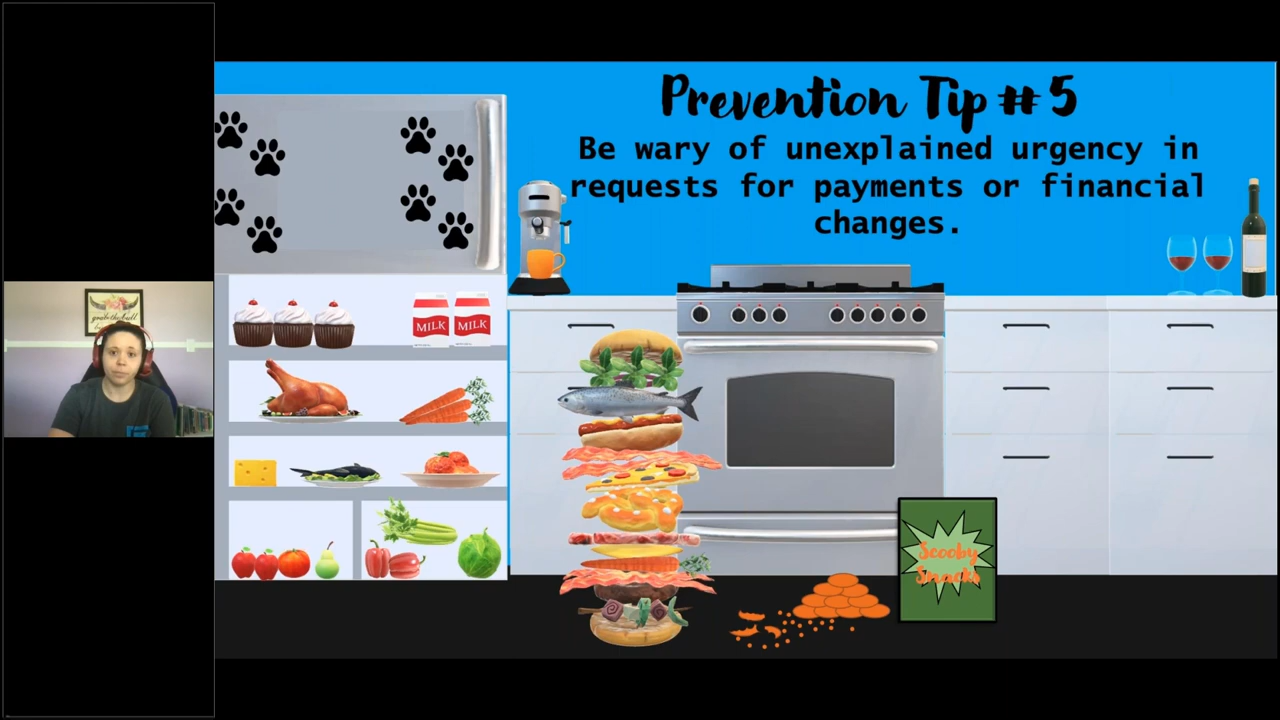 Prevention Tip # 5
Be wary of unexplained urgency in
requests for payments or financial
changes.
MILK MILK
Scooby
Snacks